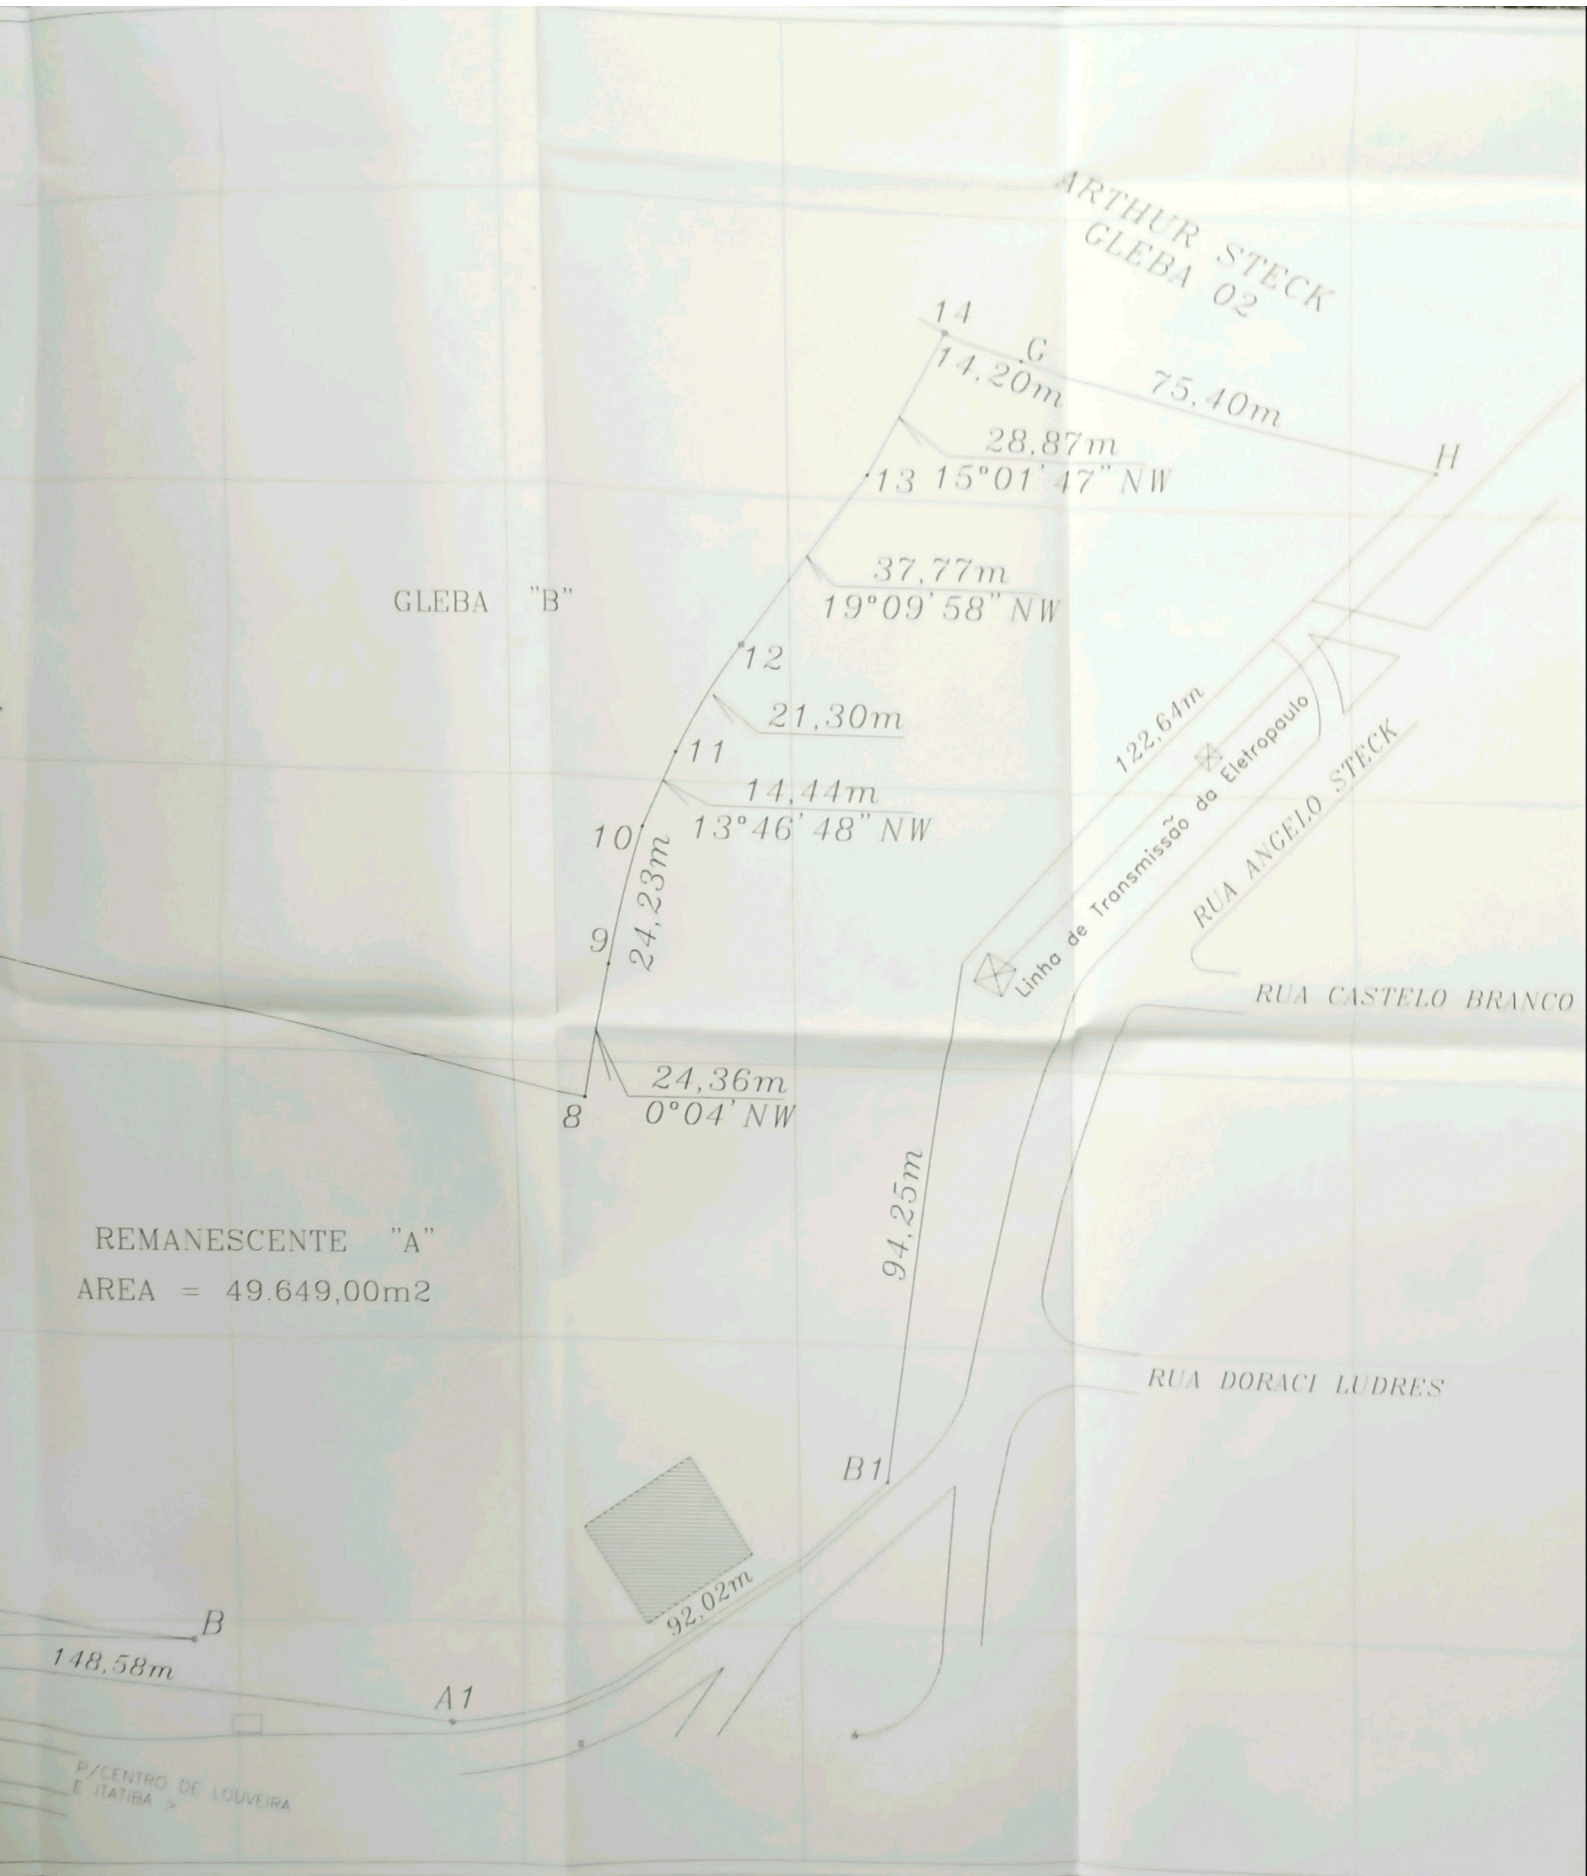 ARTHUR STECK
GLEBA 02
14
G
14,20m
75,40m
H
28,87m
13 15°01'47" NW
37,77m
19°09'58" NW
GLEBA "B"
12
21,30m
11
14,44m
13°46'48" NW
10
24,23m
9
122,64m
Linha de Transmissão da Eletropaulo
RUA ANGELO STECK
RUA CASTELO BRANCO
24,36m
0°04' NW
8
94,25m
REMANESCENTE "A"
AREA = 49.649,00m2
RUA DORACI LUDRES
B1
92,02m
B
148,58m
A1
P/CENTRO DE LOUVEIRA
E ITATIBA >